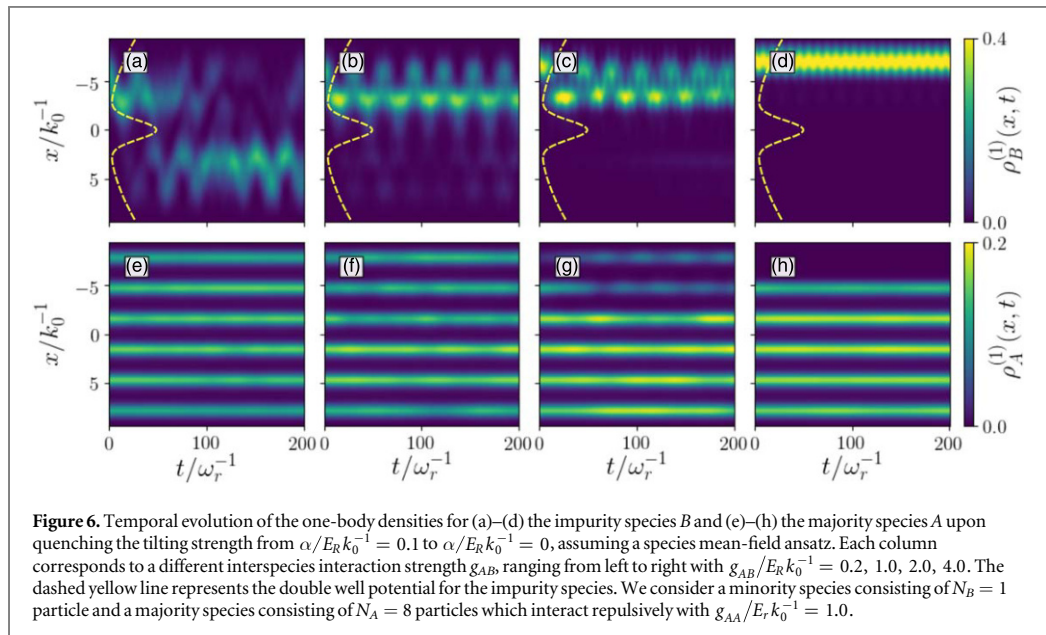 (a) (b) (c) (d)
0.4
−5
0
5
x/k_0^{-1}
ρ_B^{(1)}(x, t)
0.0
(e) (f) (g) (h)
0.2
−5
0
5
x/k_0^{-1}
ρ_A^{(1)}(x, t)
0.0
0 100 200 0 100 200 0 100 200 0 100 200
t/ω_r^{-1} t/ω_r^{-1} t/ω_r^{-1} t/ω_r^{-1}
Figure 6. Temporal evolution of the one-body densities for (a)–(d) the impurity species B and (e)–(h) the majority species A upon
quenching the tilting strength from α/E_R k_0^{-1} = 0.1 to α/E_R k_0^{-1} = 0, assuming a species mean-field ansatz. Each column
corresponds to a different interspecies interaction strength g_{AB}, ranging from left to right with g_{AB}/E_R k_0^{-1} = 0.2, 1.0, 2.0, 4.0. The
dashed yellow line represents the double well potential for the impurity species. We consider a minority species consisting of N_B = 1
particle and a majority species consisting of N_A = 8 particles which interact repulsively with g_{AA}/E_r k_0^{-1} = 1.0.